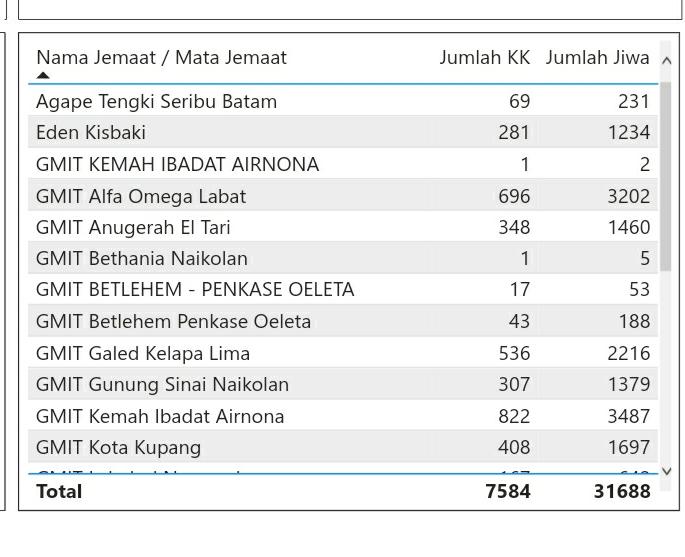 Nama Jemaat / Mata Jemaat Jumlah KK Jumlah Jiwa
Agape Tengki Seribu Batam 69 231
Eden Kisbaki 281 1234
GMIT KEMAH IBADAT AIRNONA 1 2
GMIT Alfa Omega Labat 696 3202
GMIT Anugerah El Tari 348 1460
GMIT Bethania Naikolan 1 5
GMIT BETLEHEM - PENKASE OELETA 17 53
GMIT Betlehem Penkase Oeleta 43 188
GMIT Galed Kelapa Lima 536 2216
GMIT Gunung Sinai Naikolan 307 1379
GMIT Kemah Ibadat Airnona 822 3487
GMIT Kota Kupang 408 1697
GMIT
Total 7584 31688